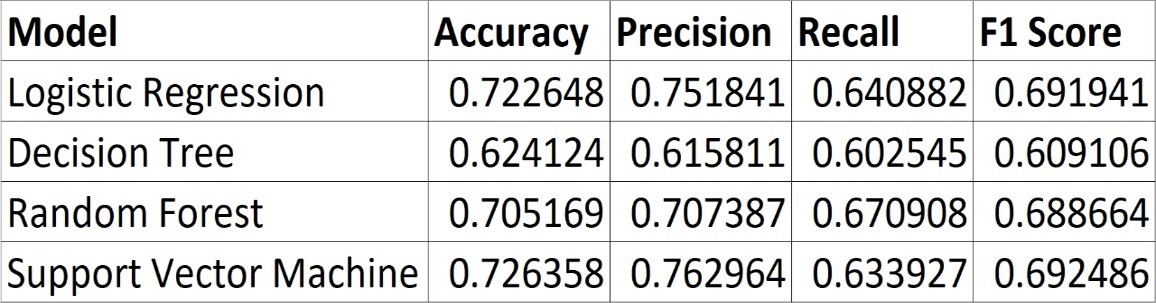 Model Accuracy Precision Recall F1 Score
Logistic Regression 0.722648 0.751841 0.640882 0.691941
Decision Tree 0.624124 0.615811 0.602545 0.609106
Random Forest 0.705169 0.707387 0.670908 0.688664
Support Vector Machine 0.726358 0.762964 0.633927 0.692486